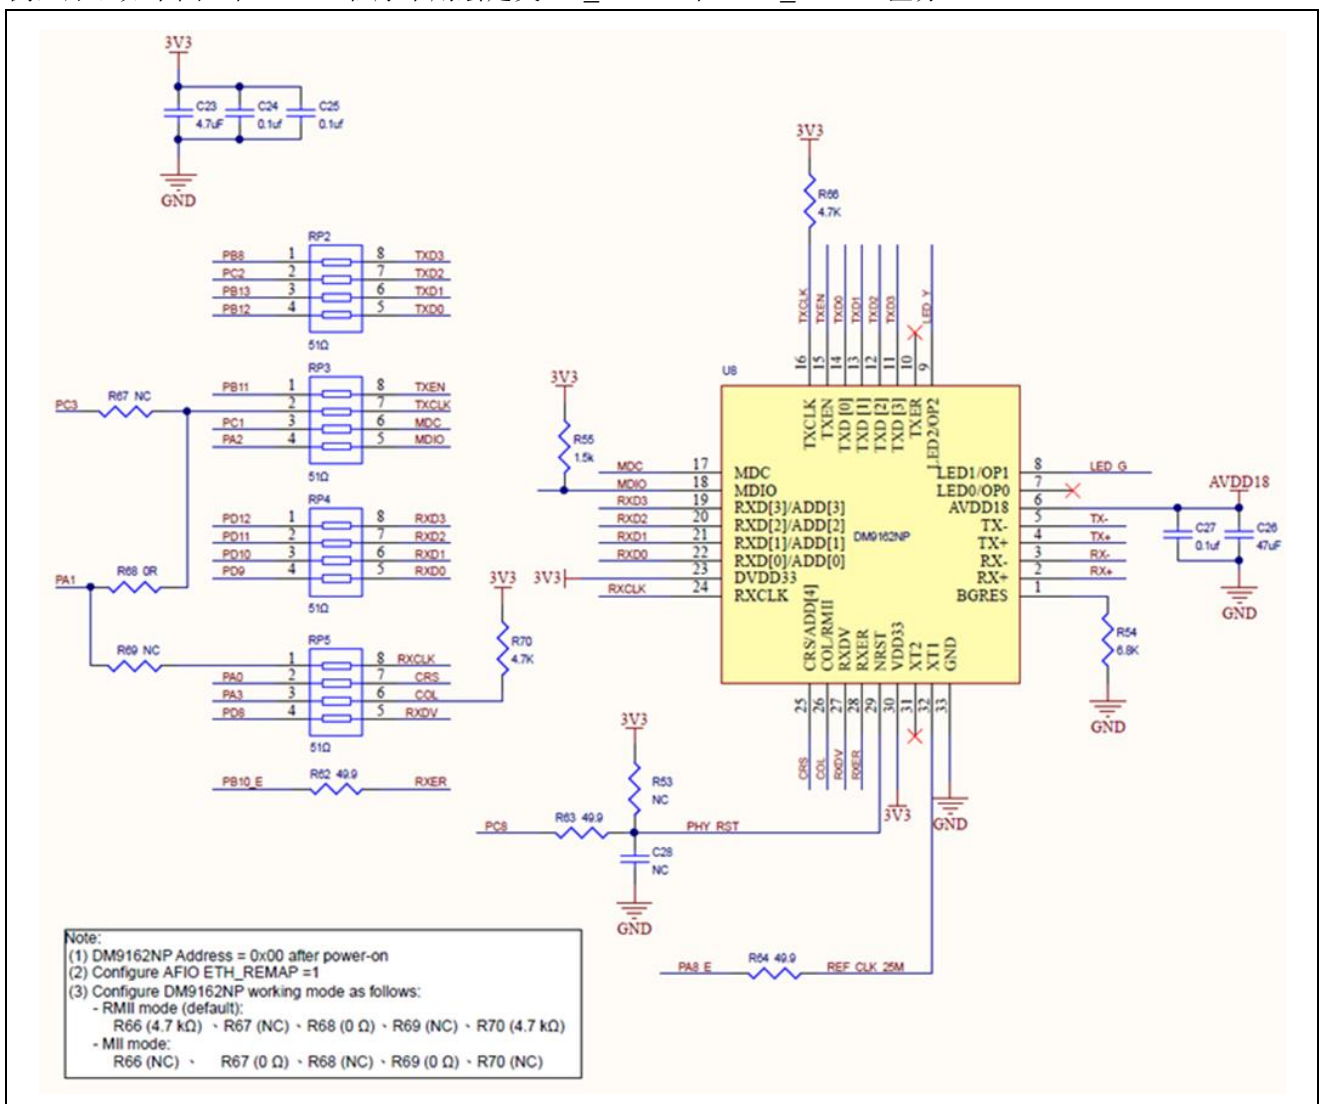 3V3
C23
4.7uF
C24
0.1uf
C25
0.1uf
GND
3V3
R66
4.7K
RP2
PB8 1 8 TXD3
PC2 2 7 TXD2
PB13 3 6 TXD1
PB12 4 5 TXD0
51Ω
RP3
PB11 1 8 TXEN
PC3 R67 NC 2 7 TXCLK
PC1 3 6 MDC
PA2 4 5 MDIO
51Ω
RP4
PD12 1 8 RXD3
PD11 2 7 RXD2
PD10 3 6 RXD1
PD9 4 5 RXD0
51Ω
PA1 R68 0R
RP5
R69 NC 1 8 RXCLK
PA0 2 7 CRS
PA3 3 6 COL
PD8 4 5 RXDV
51Ω
PB10_E R62 49.9 RXER
3V3
R70
4.7K
3V3
R55
1.5k
TXCLK TXEN TXD0 TXD1 TXD2 TXD3 LED_Y
16 15 14 13 12 11 10 9
U8
TXCLK TXEN TXD [0] TXD [1] TXD [2] TXD [3] TXER LED2/OP2
MDC 17 MDC
MDIO 18 MDIO
RXD3 19 RXD[3]/ADD[3]
RXD2 20 RXD[2]/ADD[2]
RXD1 21 RXD[1]/ADD[1]
RXD0 22 RXD[0]/ADD[0]
3V3 23 DVDD33
RXCLK 24 RXCLK
DM9162NP
LED1/OP1 8 LED_G
LED0/OP0 7
AVDD18 6
TX- 5 TX-
TX+ 4 TX+
RX- 3 RX-
RX+ 2 RX+
BGRES 1
AVDD18
C27
0.1uf
C26
47uF
GND
R54
6.8K
GND
CRS/ADD[4] COL/RMII RXDV RXER NRST VDD33 XT2 XT1 GND
25 26 27 28 29 30 31 32 33
CRS COL RXDV RXER
3V3
GND
3V3
R53
NC
PC8 R63 49.9 PHY_RST
C28
NC
GND
PA8_E R64 49.9 REF_CLK_25M
Note:
(1) DM9162NP Address = 0x00 after power-on
(2) Configure AFIO ETH_REMAP =1
(3) Configure DM9162NP working mode as follows:
- RMII mode (default):
R66 (4.7 kΩ) 、R67 (NC)、R68 (0 Ω)、R69 (NC)、R70 (4.7 kΩ)
- MII mode:
R66 (NC) 、 R67 (0 Ω)、R68 (NC)、R69 (0 Ω)、R70 (NC)